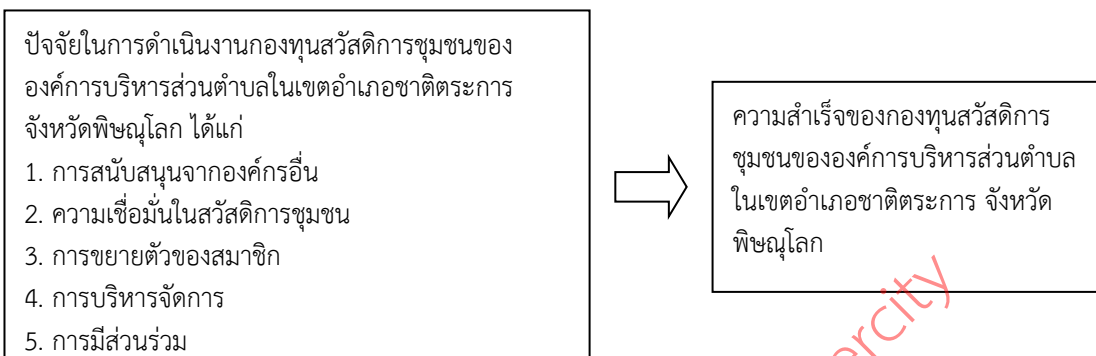 ปัจจัยในการดำเนินงานกองทุนสวัสดิการชุมชนของ
องค์การบริหารส่วนตำบลในเขตอำเภอชาติตระการ
จังหวัดพิษณุโลก ได้แก่
1. การสนับสนุนจากองค์กรอื่น
2. ความเชื่อมั่นในสวัสดิการชุมชน
3. การขยายตัวของสมาชิก
4. การบริหารจัดการ
5. การมีส่วนร่วม
ความสำเร็จของกองทุนสวัสดิการ
ชุมชนขององค์การบริหารส่วนตำบล
ในเขตอำเภอชาติตระการ จังหวัด
พิษณุโลก